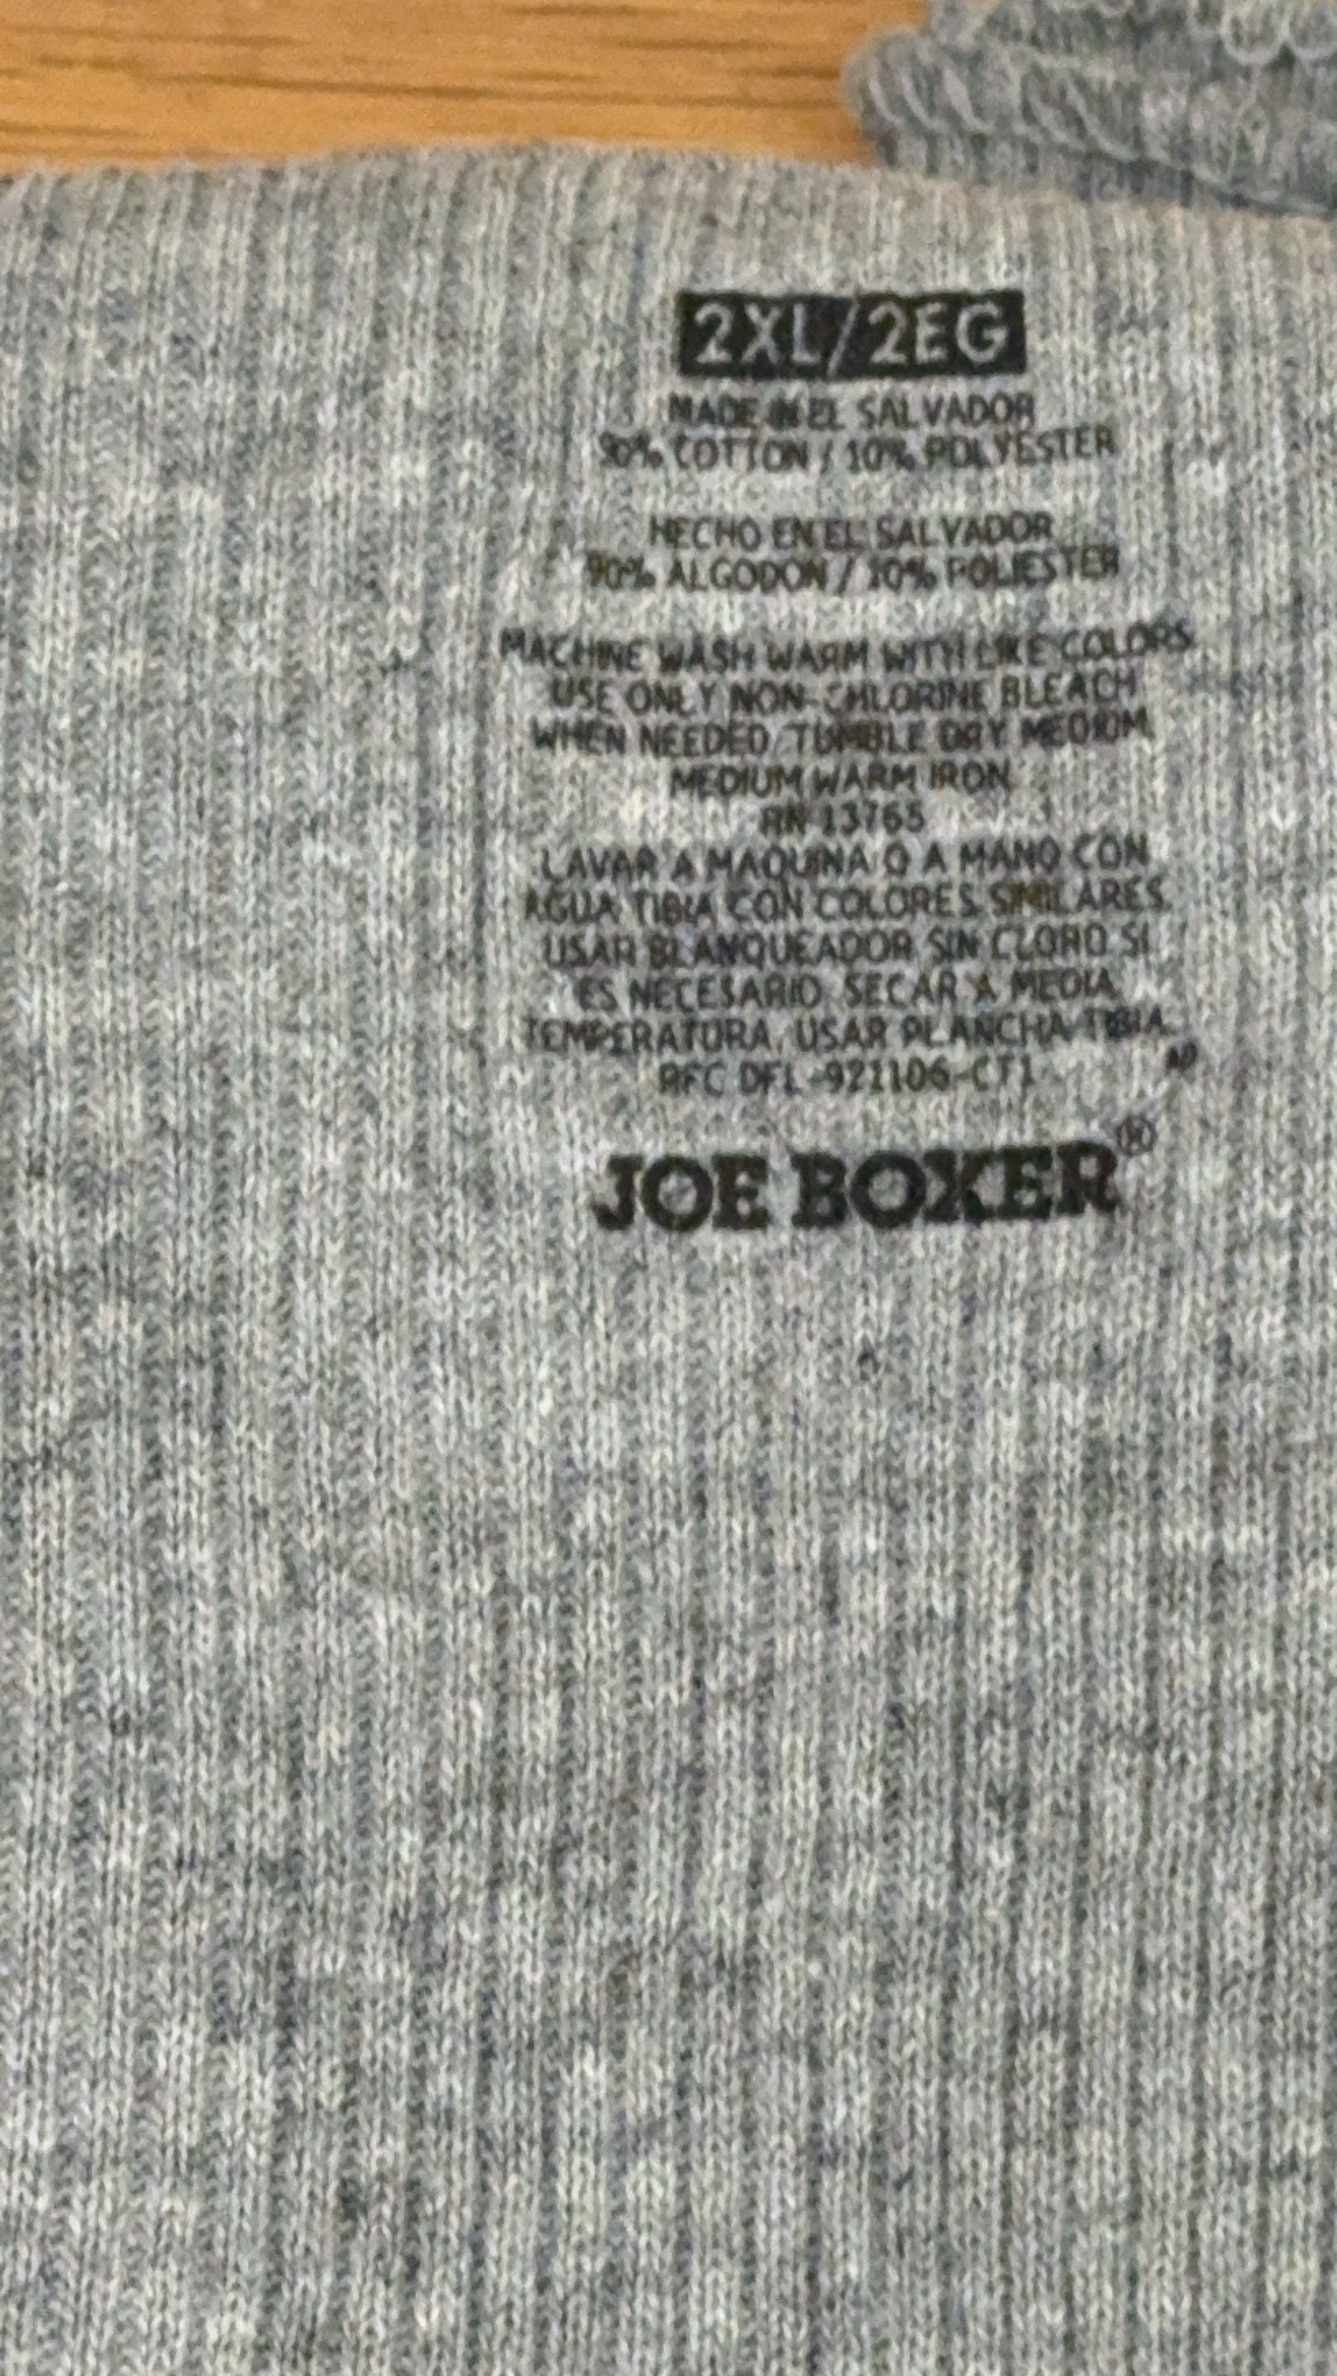 2XL/2EG
MADE IN EL SALVADOR
90% COTTON / 10% POLYESTER
HECHO EN EL SALVADOR
90% ALGODON / 10% POLIESTER
MACHINE WASH WARM WITH LIKE COLORS
USE ONLY NON-CHLORINE BLEACH
WHEN NEEDED, TUMBLE DRY MEDIUM
MEDIUM WARM IRON
RN 13765
LAVAR A MAQUINA O A MANO CON
AGUA TIBIA CON COLORES SIMILARES.
USAR BLANQUEADOR SIN CLORO SI
ES NECESARIO. SECAR A MEDIA
TEMPERATURA. USAR PLANCHA TIBIA.
RFC DFL-921106-CT1
JOE BOXER®